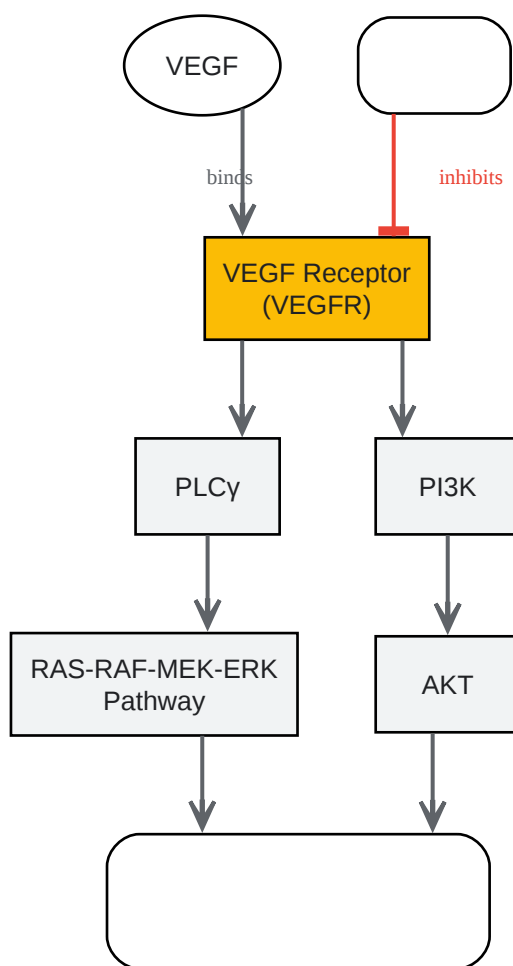 VEGF
binds
inhibits
VEGF Receptor
(VEGFR)
PLCγ
PI3K
RAS-RAF-MEK-ERK
Pathway
AKT